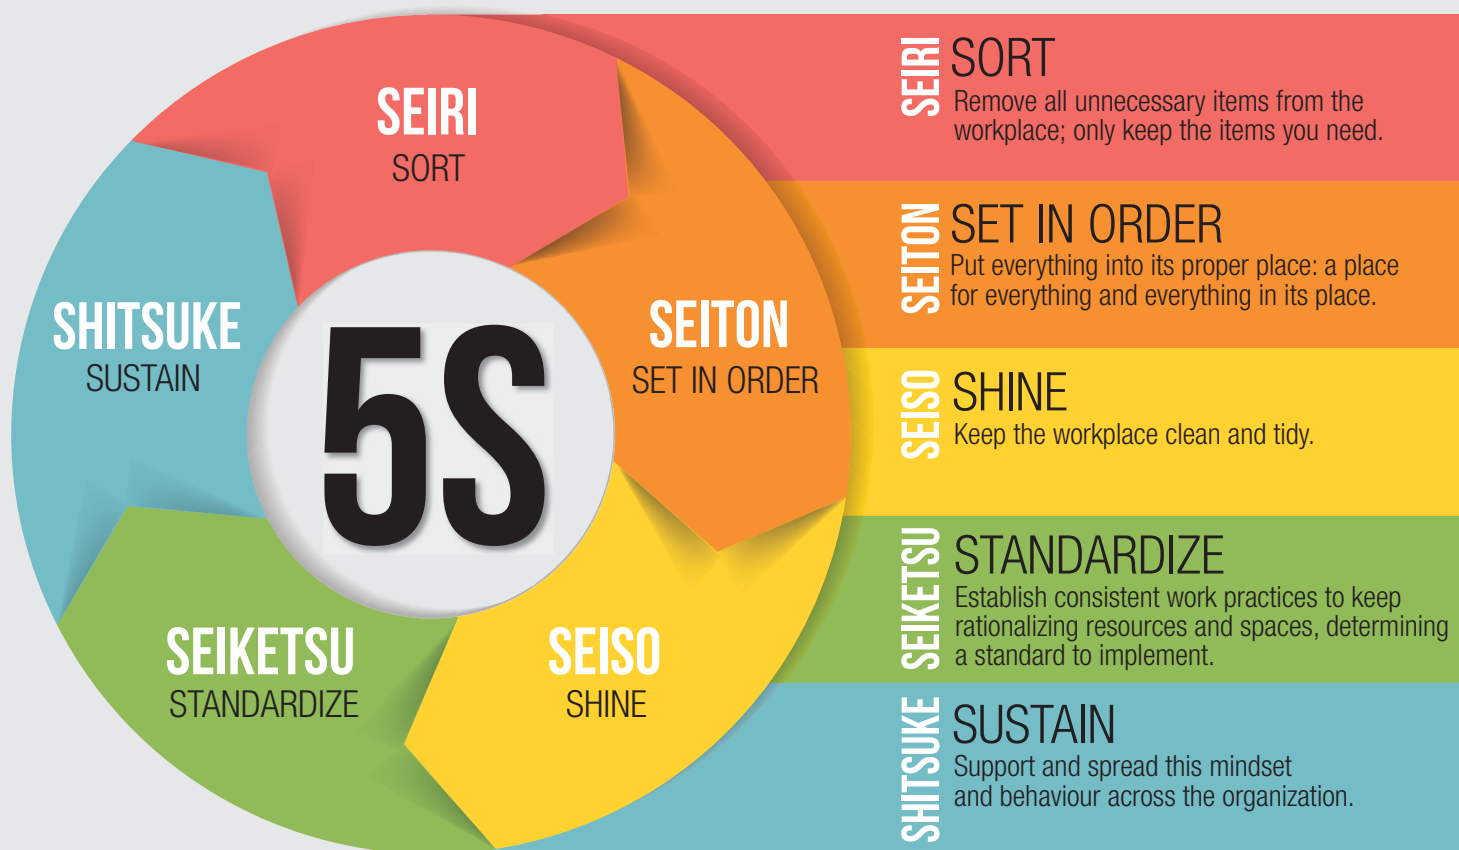 SEIRI
SORT
SEITON
SET IN ORDER
SEISO
SHINE
SEIKETSU
STANDARDIZE
SHITSUKE
SUSTAIN
5S
SEIRI
SORT
Remove all unnecessary items from the
workplace; only keep the items you need.
SEITON
SET IN ORDER
Put everything into its proper place: a place
for everything and everything in its place.
SEISO
SHINE
Keep the workplace clean and tidy.
SEIKETSU
STANDARDIZE
Establish consistent work practices to keep
rationalizing resources and spaces, determining
a standard to implement.
SHITSUKE
SUSTAIN
Support and spread this mindset
and behaviour across the organization.